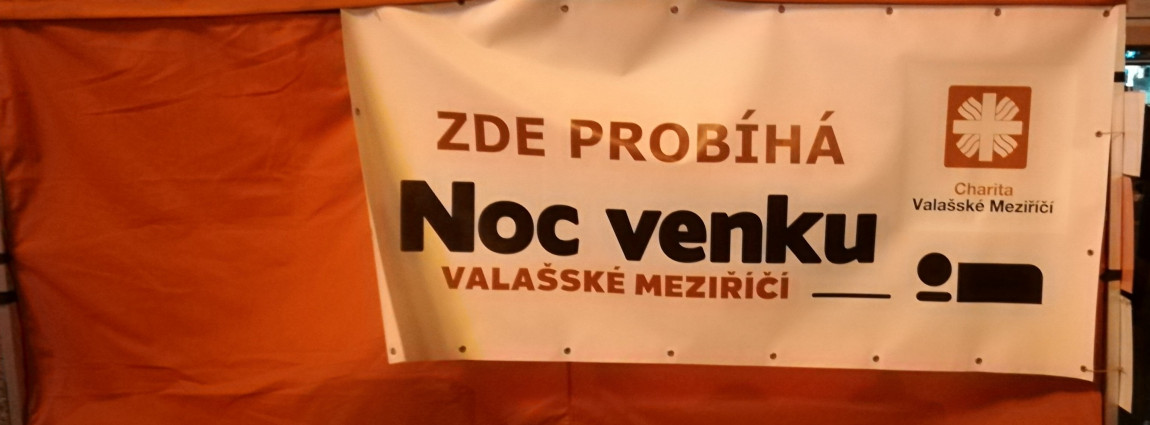 ZDE PROBÍHÁ
Noc venku
VALAŠSKÉ MEZIŘÍČÍ
Charita
Valašské Meziříčí